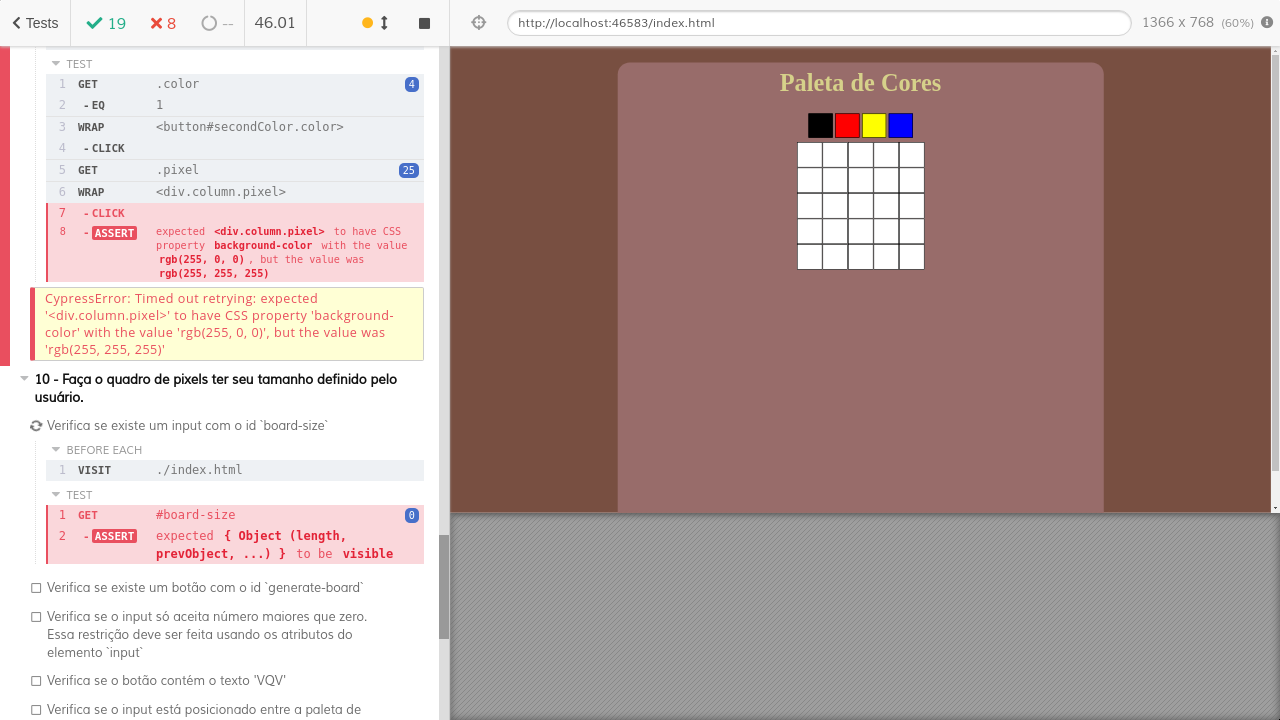 Tests
19
8
--
46.01
http://localhost:46583/index.html
1366 x 768 (60%)
TEST
1 GET .color 4
2 - EQ 1
3 WRAP <button#secondColor.color>
4 - CLICK
5 GET .pixel 25
6 WRAP <div.column.pixel>
7 - CLICK
8 - ASSERT expected <div.column.pixel> to have CSS
property background-color with the value
rgb(255, 0, 0), but the value was
rgb(255, 255, 255)
CypressError: Timed out retrying: expected
'<div.column.pixel>' to have CSS property 'background-
color' with the value 'rgb(255, 0, 0)', but the value was
'rgb(255, 255, 255)'
10 - Faça o quadro de pixels ter seu tamanho definido pelo
usuário.
Verifica se existe um input com o id `board-size`
BEFORE EACH
1 VISIT ./index.html
TEST
1 GET #board-size 0
2 - ASSERT expected { Object (length,
prevObject, ...) } to be visible
Verifica se existe um botão com o id `generate-board`
Verifica se o input só aceita número maiores que zero.
Essa restrição deve ser feita usando os atributos do
elemento `input`
Verifica se o botão contém o texto 'VQV'
Verifica se o input está posicionado entre a paleta de
Paleta de Cores